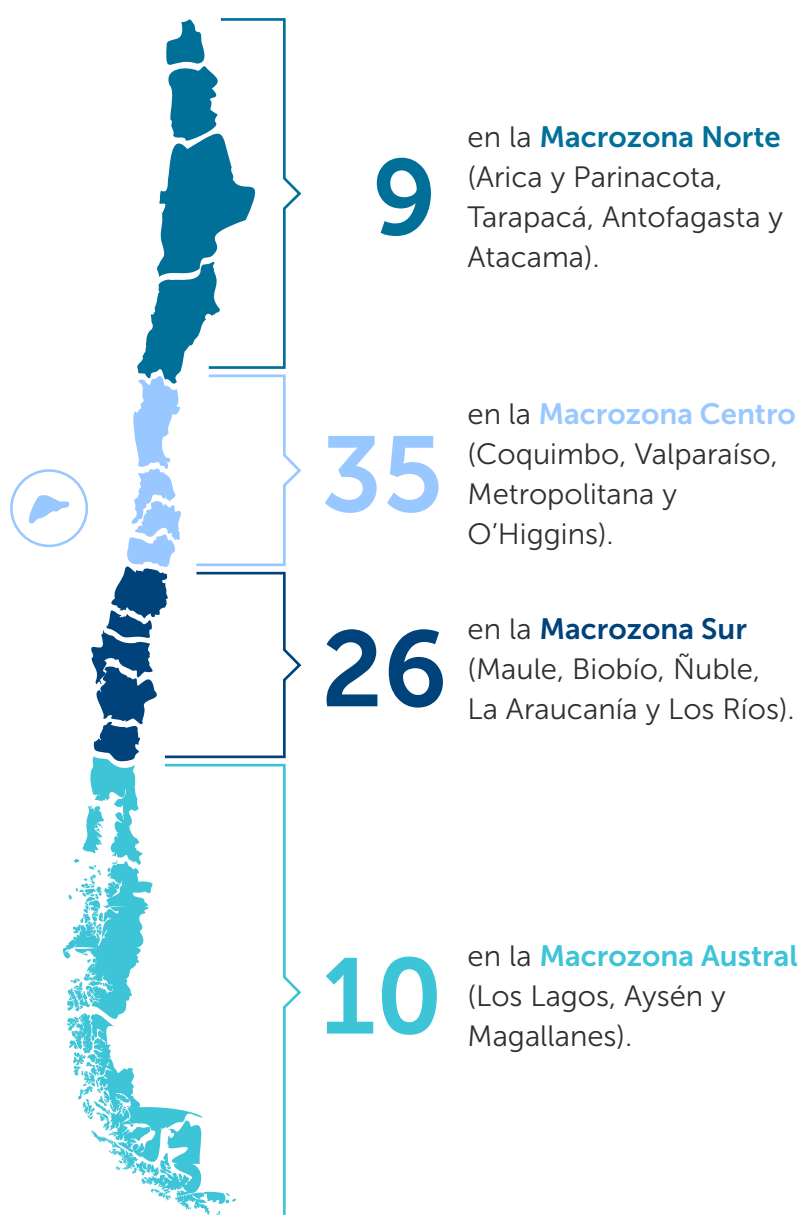 9
en la Macrozona Norte
(Arica y Parinacota,
Tarapacá, Antofagasta y
Atacama).
35
en la Macrozona Centro
(Coquimbo, Valparaíso,
Metropolitana y
O’Higgins).
26
en la Macrozona Sur
(Maule, Biobío, Ñuble,
La Araucanía y Los Ríos).
10
en la Macrozona Austral
(Los Lagos, Aysén y
Magallanes).